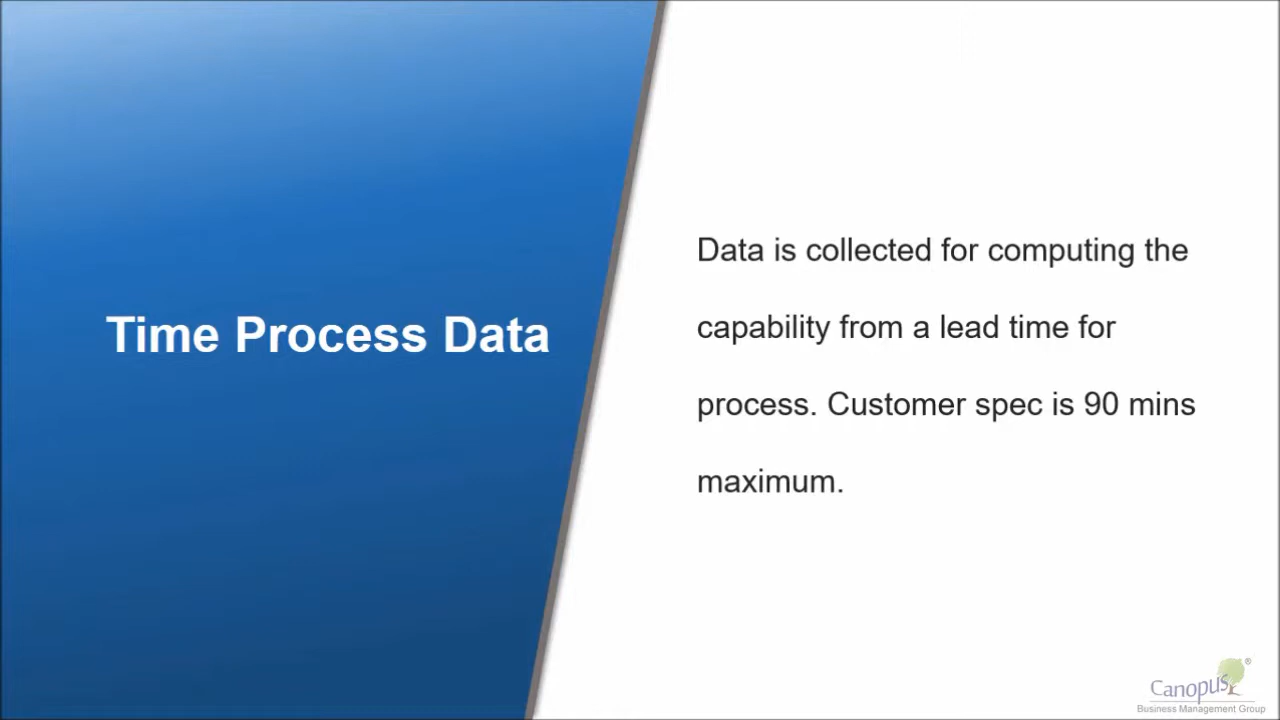 Time Process Data
Data is collected for computing the
capability from a lead time for
process. Customer spec is 90 mins
maximum.
Canopus®
Business Management Group